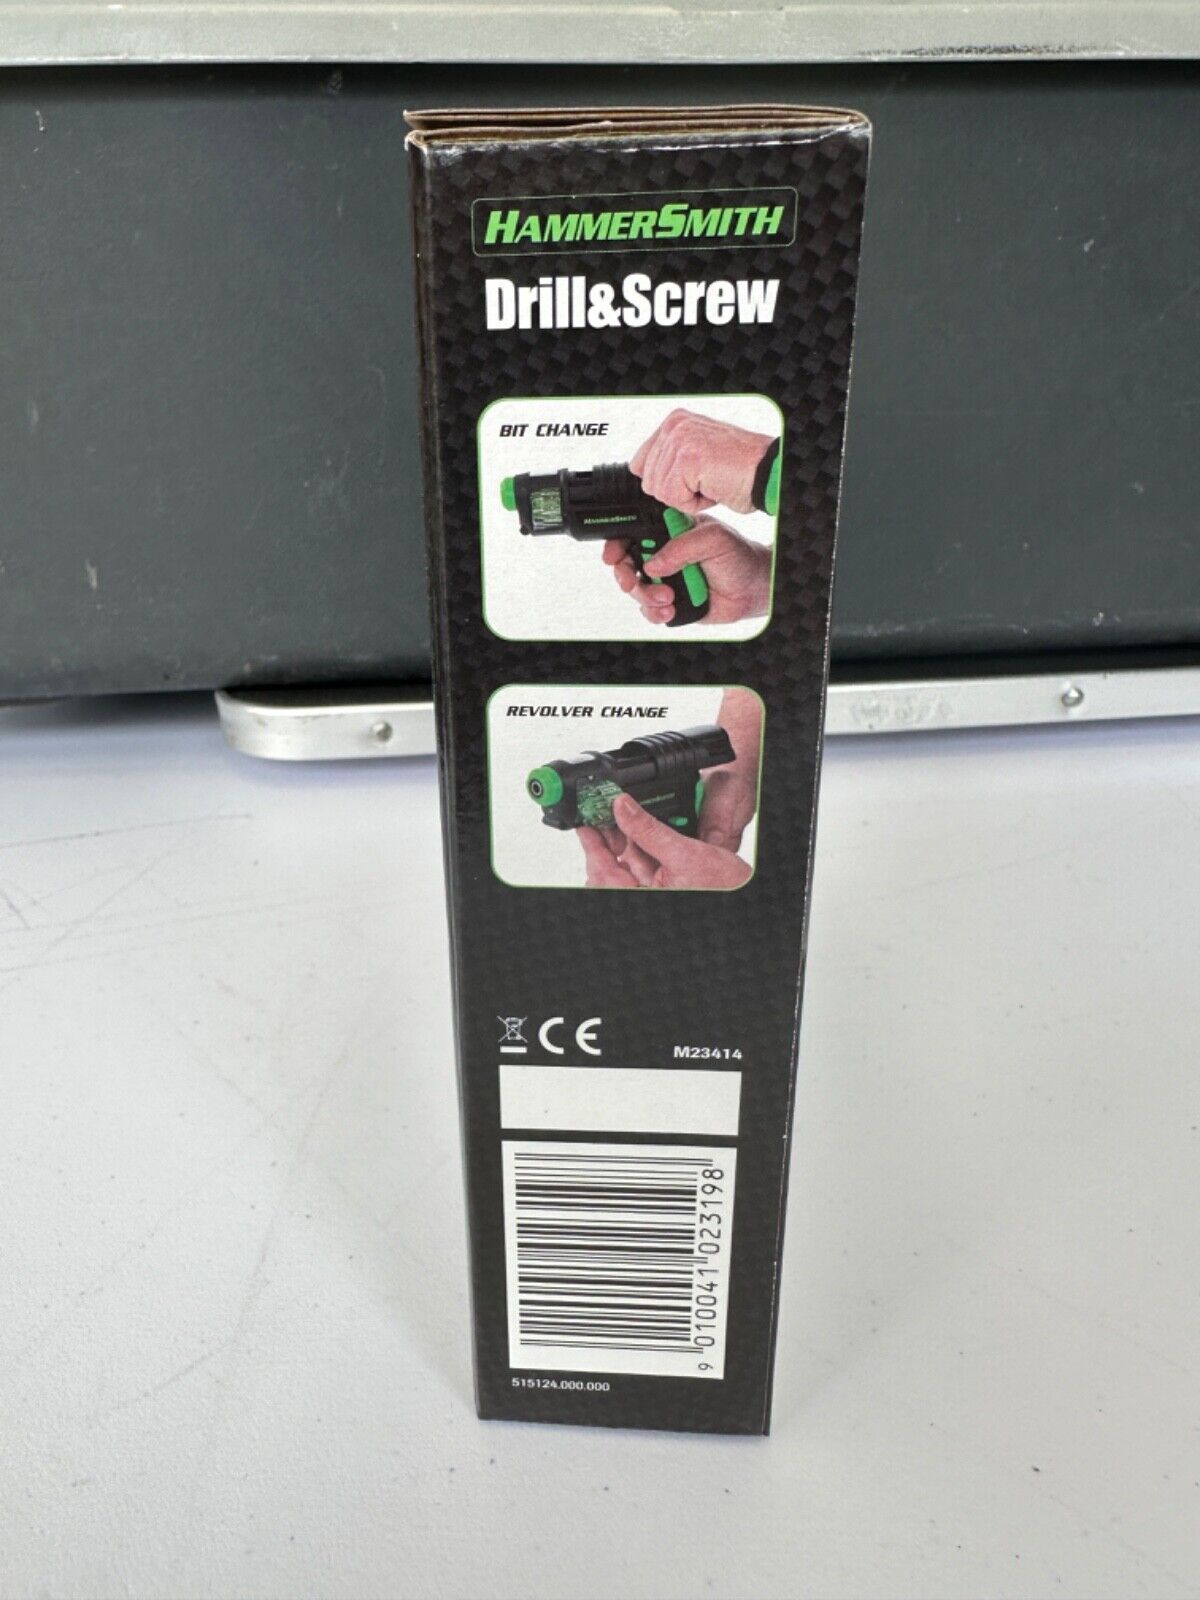 HAMMERSMITH
Drill&Screw
BIT CHANGE
HAMMERSMITH
REVOLVER CHANGE
HAMMERSMITH
CE
M23414
9 010041 023198
515124.000.000